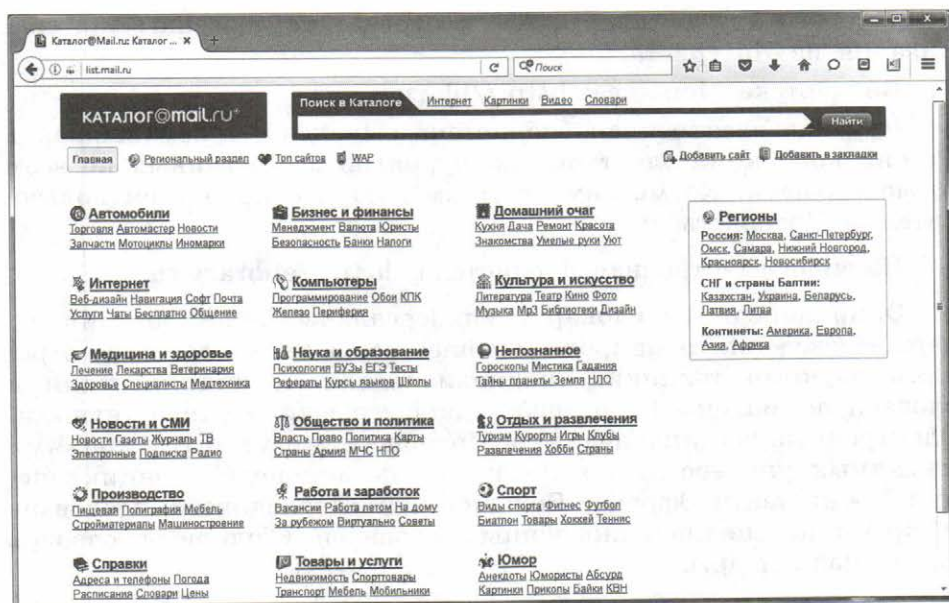 Каталог@Mail.ru: Каталог ...
list.mail.ru
Поиск
КАТАЛОГ@mail.ru
Поиск в Каталоге Интернет Картинки Видео Словари
Найти
Главная Региональный раздел Топ сайтов WAP
Добавить сайт Добавить в закладки
Автомобили
Торговля Автомастер Новости
Запчасти Мотоциклы Иномарки
Бизнес и финансы
Менеджмент Валюта Юристы
Безопасность Банки Налоги
Домашний очаг
Кухня Дача Ремонт Красота
Знакомства Умелые руки Уют
Регионы
Россия: Москва, Санкт-Петербург,
Омск, Самара, Нижний Новгород,
Красноярск, Новосибирск
СНГ и страны Балтии:
Казахстан, Украина, Беларусь,
Латвия, Литва
Континеты: Америка, Европа,
Азия, Африка
Интернет
Веб-дизайн Навигация Софт Почта
Услуги Чаты Бесплатно Общение
Компьютеры
Программирование Обои КПК
Железо Периферия
Культура и искусство
Литература Театр Кино Фото
Музыка Mp3 Библиотеки Дизайн
Медицина и здоровье
Лечение Лекарства Ветеринария
Здоровье Специалисты Медтехника
Наука и образование
Психология ВУЗы ЕГЭ Тесты
Рефераты Курсы языков Школы
Непознанное
Гороскопы Мистика Гадания
Тайны планеты Земля НЛО
Новости и СМИ
Новости Газеты Журналы ТВ
Электронные Подписка Радио
Общество и политика
Власть Право Политика Карты
Страны Армия МЧС НПО
Отдых и развлечения
Туризм Курорты Игры Клубы
Развлечения Хобби Страны
Производство
Пищевая Полиграфия Мебель
Стройматериалы Машиностроение
Работа и заработок
Вакансии Работа летом На дому
За рубежом Виртуально Советы
Спорт
Виды спорта Фитнес Футбол
Биатлон Товары Хоккей Теннис
Справки
Адреса и телефоны Погода
Расписания Словари Цены
Товары и услуги
Недвижимость Спорттовары
Транспорт Мебель Мобильники
Юмор
Анекдоты Юмористы Абсурд
Картинки Приколы Байки КВН